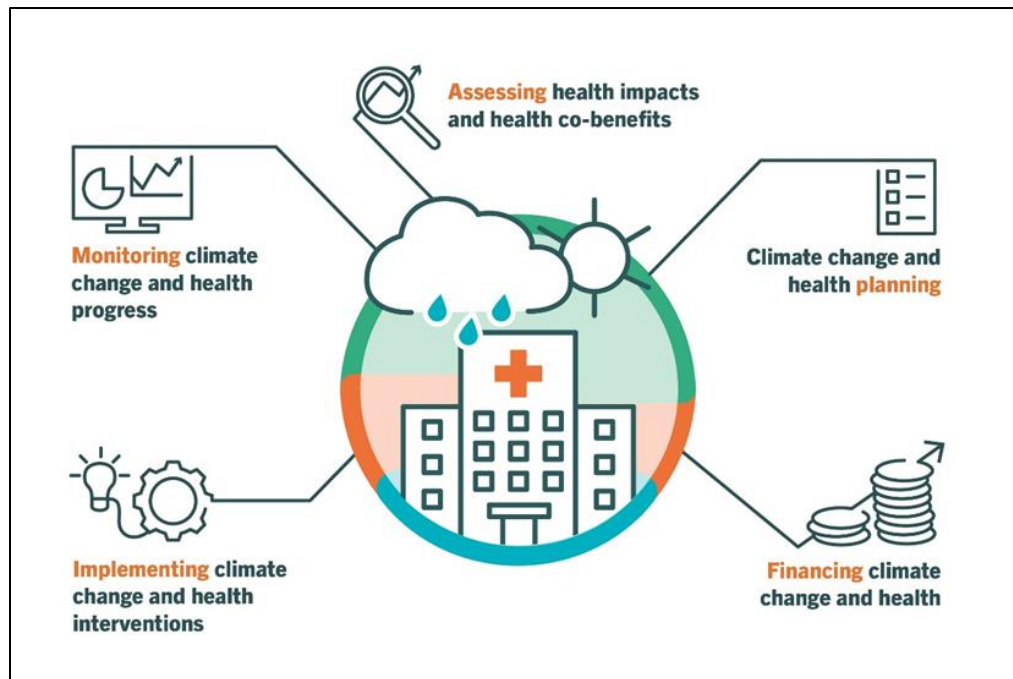 Assessing health impacts
and health co-benefits
Monitoring climate
change and health
progress
Climate change and
health planning
Implementing climate
change and health
interventions
Financing climate
change and health